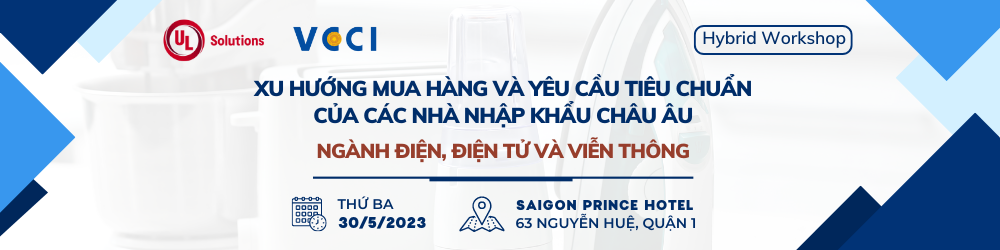 UL Solutions
VCCI
Hybrid Workshop
XU HƯỚNG MUA HÀNG VÀ YÊU CẦU TIÊU CHUẨN
CỦA CÁC NHÀ NHẬP KHẨU CHÂU ÂU
NGÀNH ĐIỆN, ĐIỆN TỬ VÀ VIỄN THÔNG
THỨ BA
30/5/2023
SAIGON PRINCE HOTEL
63 NGUYỄN HUỆ, QUẬN 1